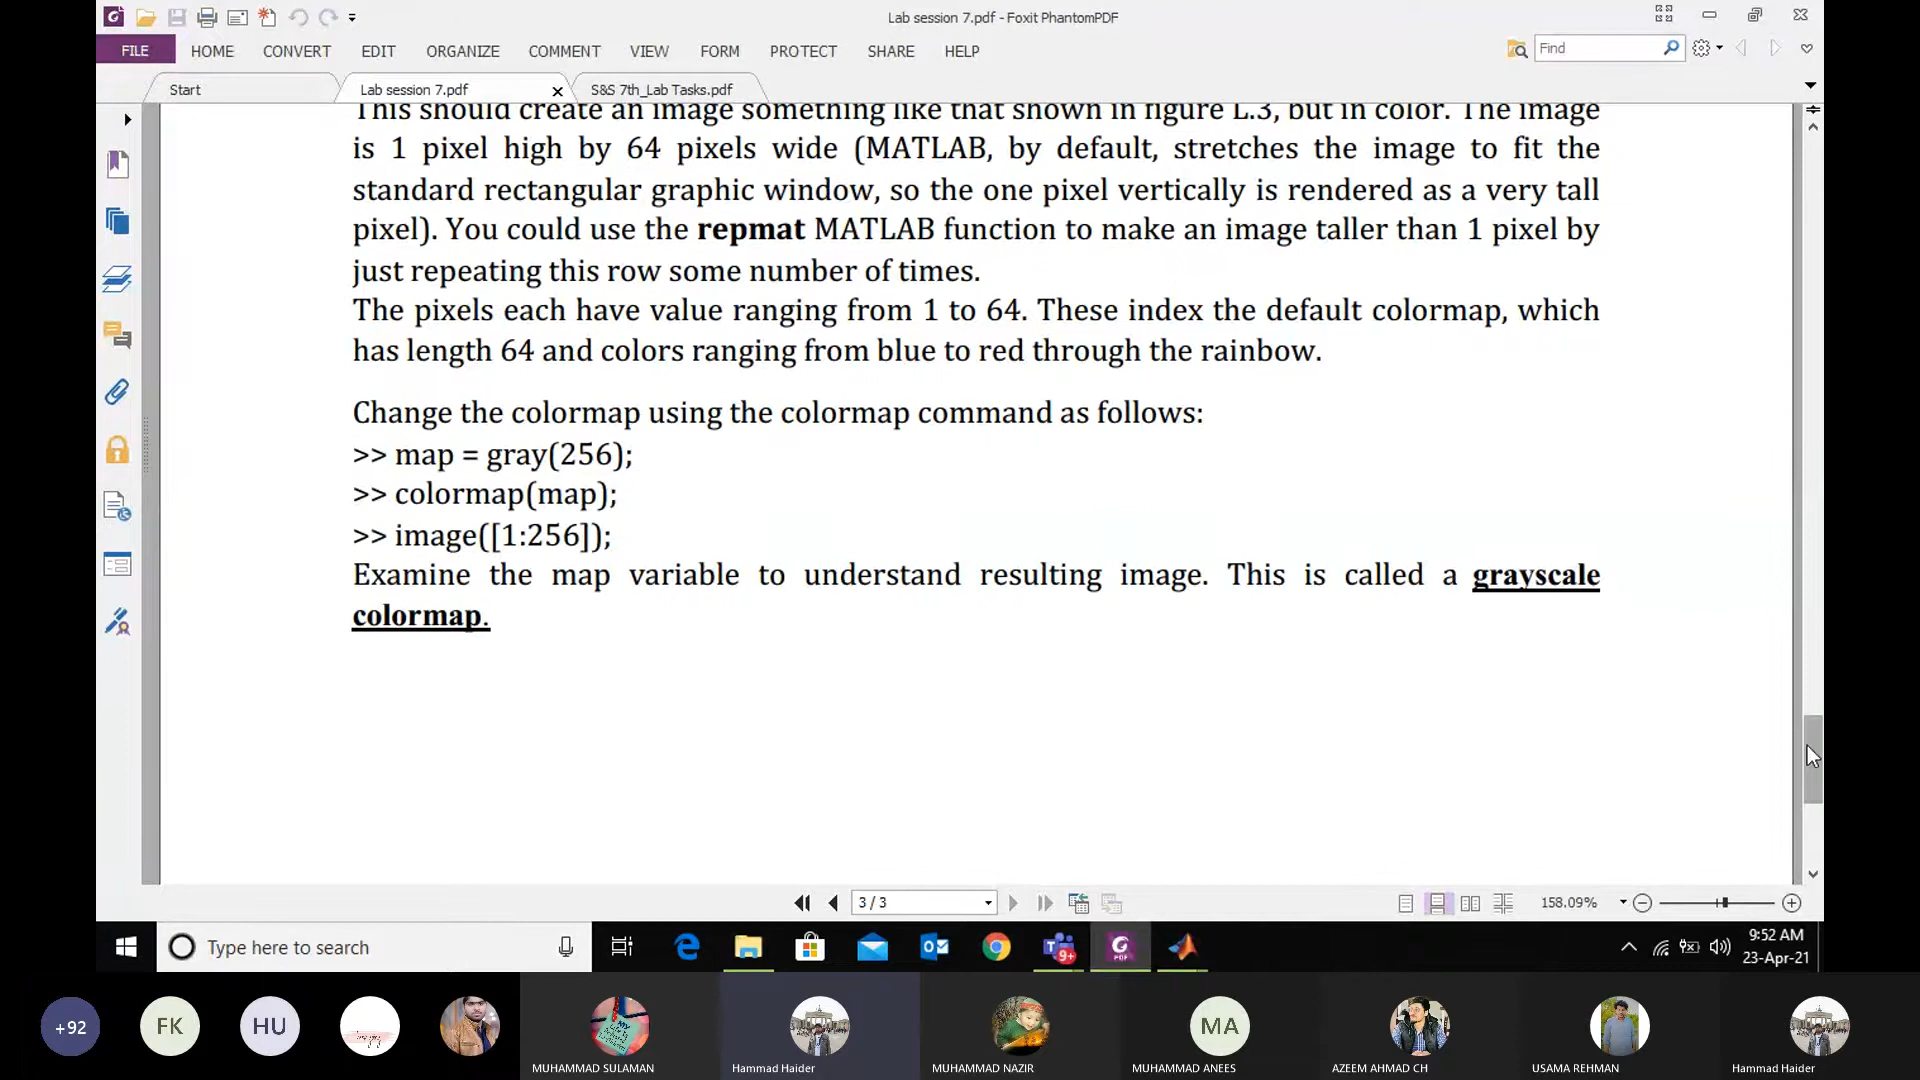 Lab session 7.pdf - Foxit PhantomPDF
FILE HOME CONVERT EDIT ORGANIZE COMMENT VIEW FORM PROTECT SHARE HELP Find
Start Lab session 7.pdf S&S 7th_Lab Tasks.pdf
This should create an image something like that shown in figure L.3, but in color. The image
is 1 pixel high by 64 pixels wide (MATLAB, by default, stretches the image to fit the
standard rectangular graphic window, so the one pixel vertically is rendered as a very tall
pixel). You could use the repmat MATLAB function to make an image taller than 1 pixel by
just repeating this row some number of times.
The pixels each have value ranging from 1 to 64. These index the default colormap, which
has length 64 and colors ranging from blue to red through the rainbow.
Change the colormap using the colormap command as follows:
>> map = gray(256);
>> colormap(map);
>> image([1:256]);
Examine the map variable to understand resulting image. This is called a grayscale
colormap.
3 / 3 158.09%
Type here to search
9+
PDF
9:52 AM
23-Apr-21
+92 FK HU MA
MUHAMMAD SULAMAN Hammad Haider MUHAMMAD NAZIR MUHAMMAD ANEES AZEEM AHMAD CH USAMA REHMAN Hammad Haider